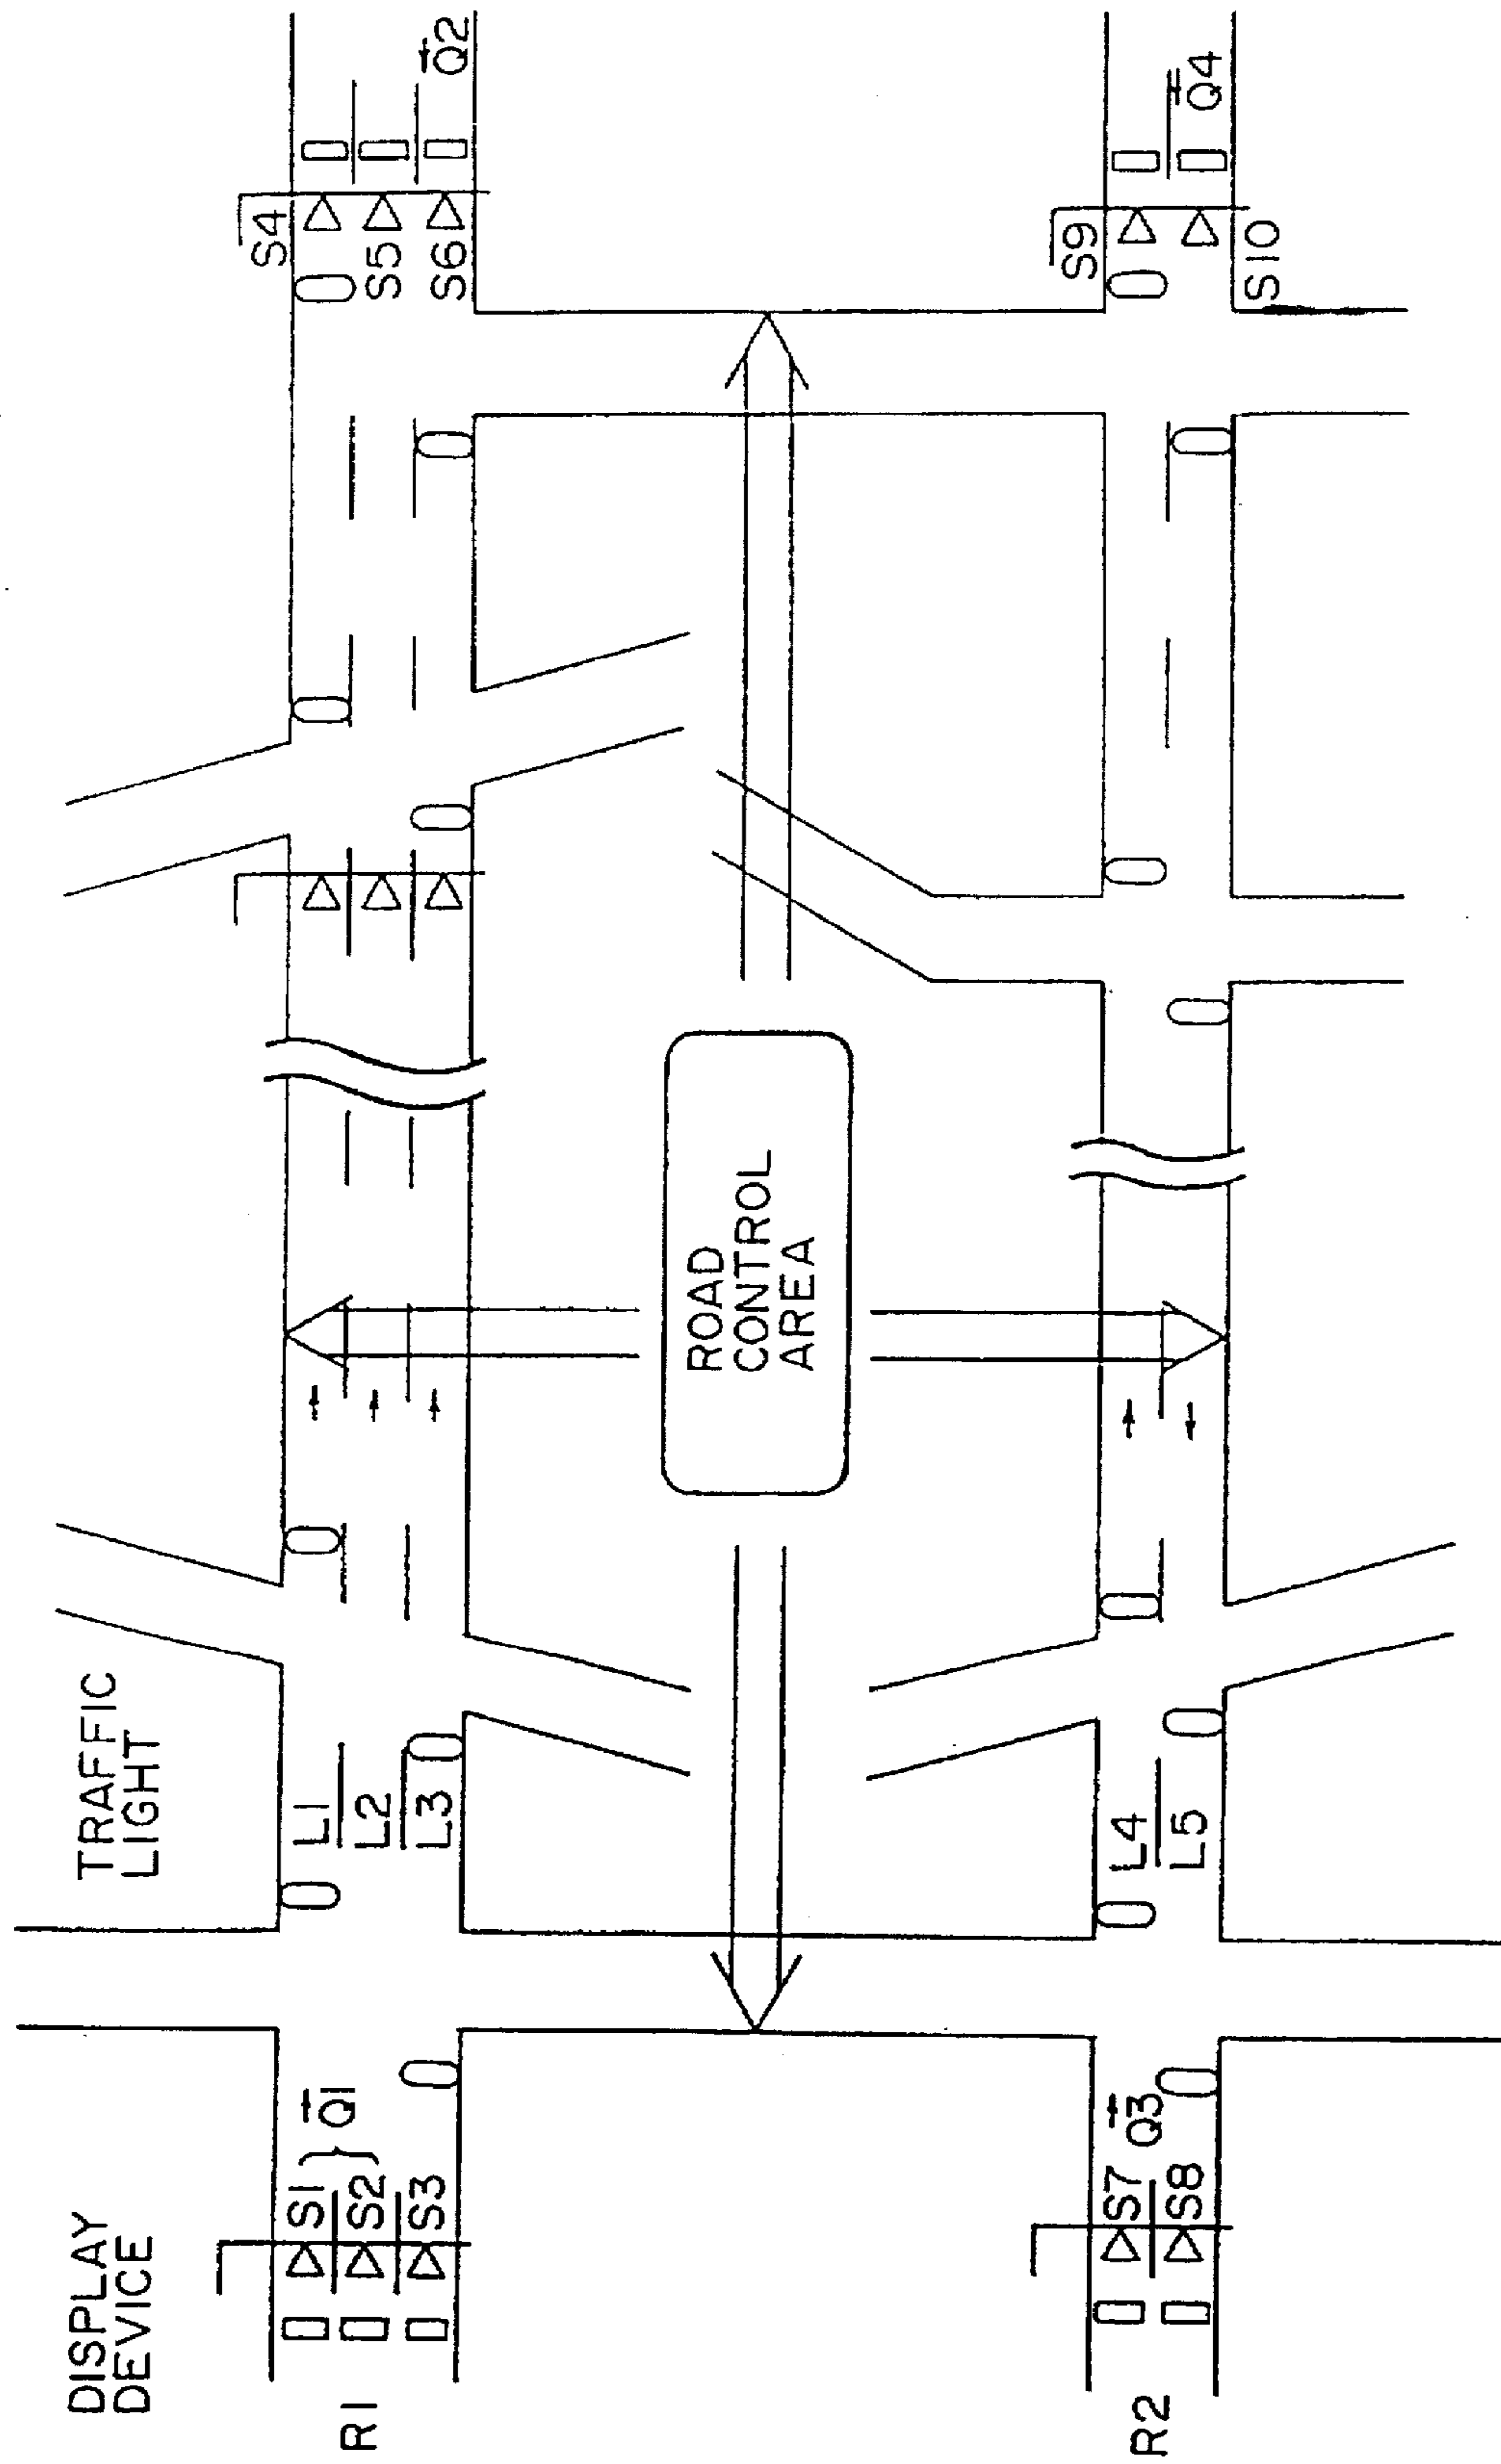 DISPLAY
DEVICE
TRAFFIC
LIGHT
S4
R1
S1
S2
S3
Q1
L1
L2
L3
S5
S6
Q2
ROAD
CONTROL
AREA
S9
R2
S7
S8
Q3
L4
L5
S10
Q4